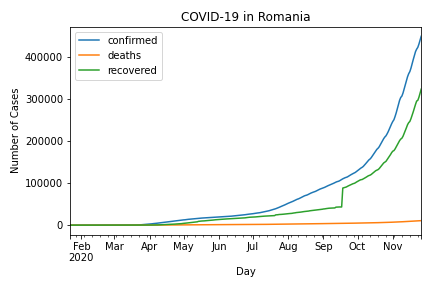 COVID-19 in Romania
confirmed
deaths
recovered
Number of Cases
400000
300000
200000
100000
0
Feb Mar Apr May Jun Jul Aug Sep Oct Nov
2020
Day